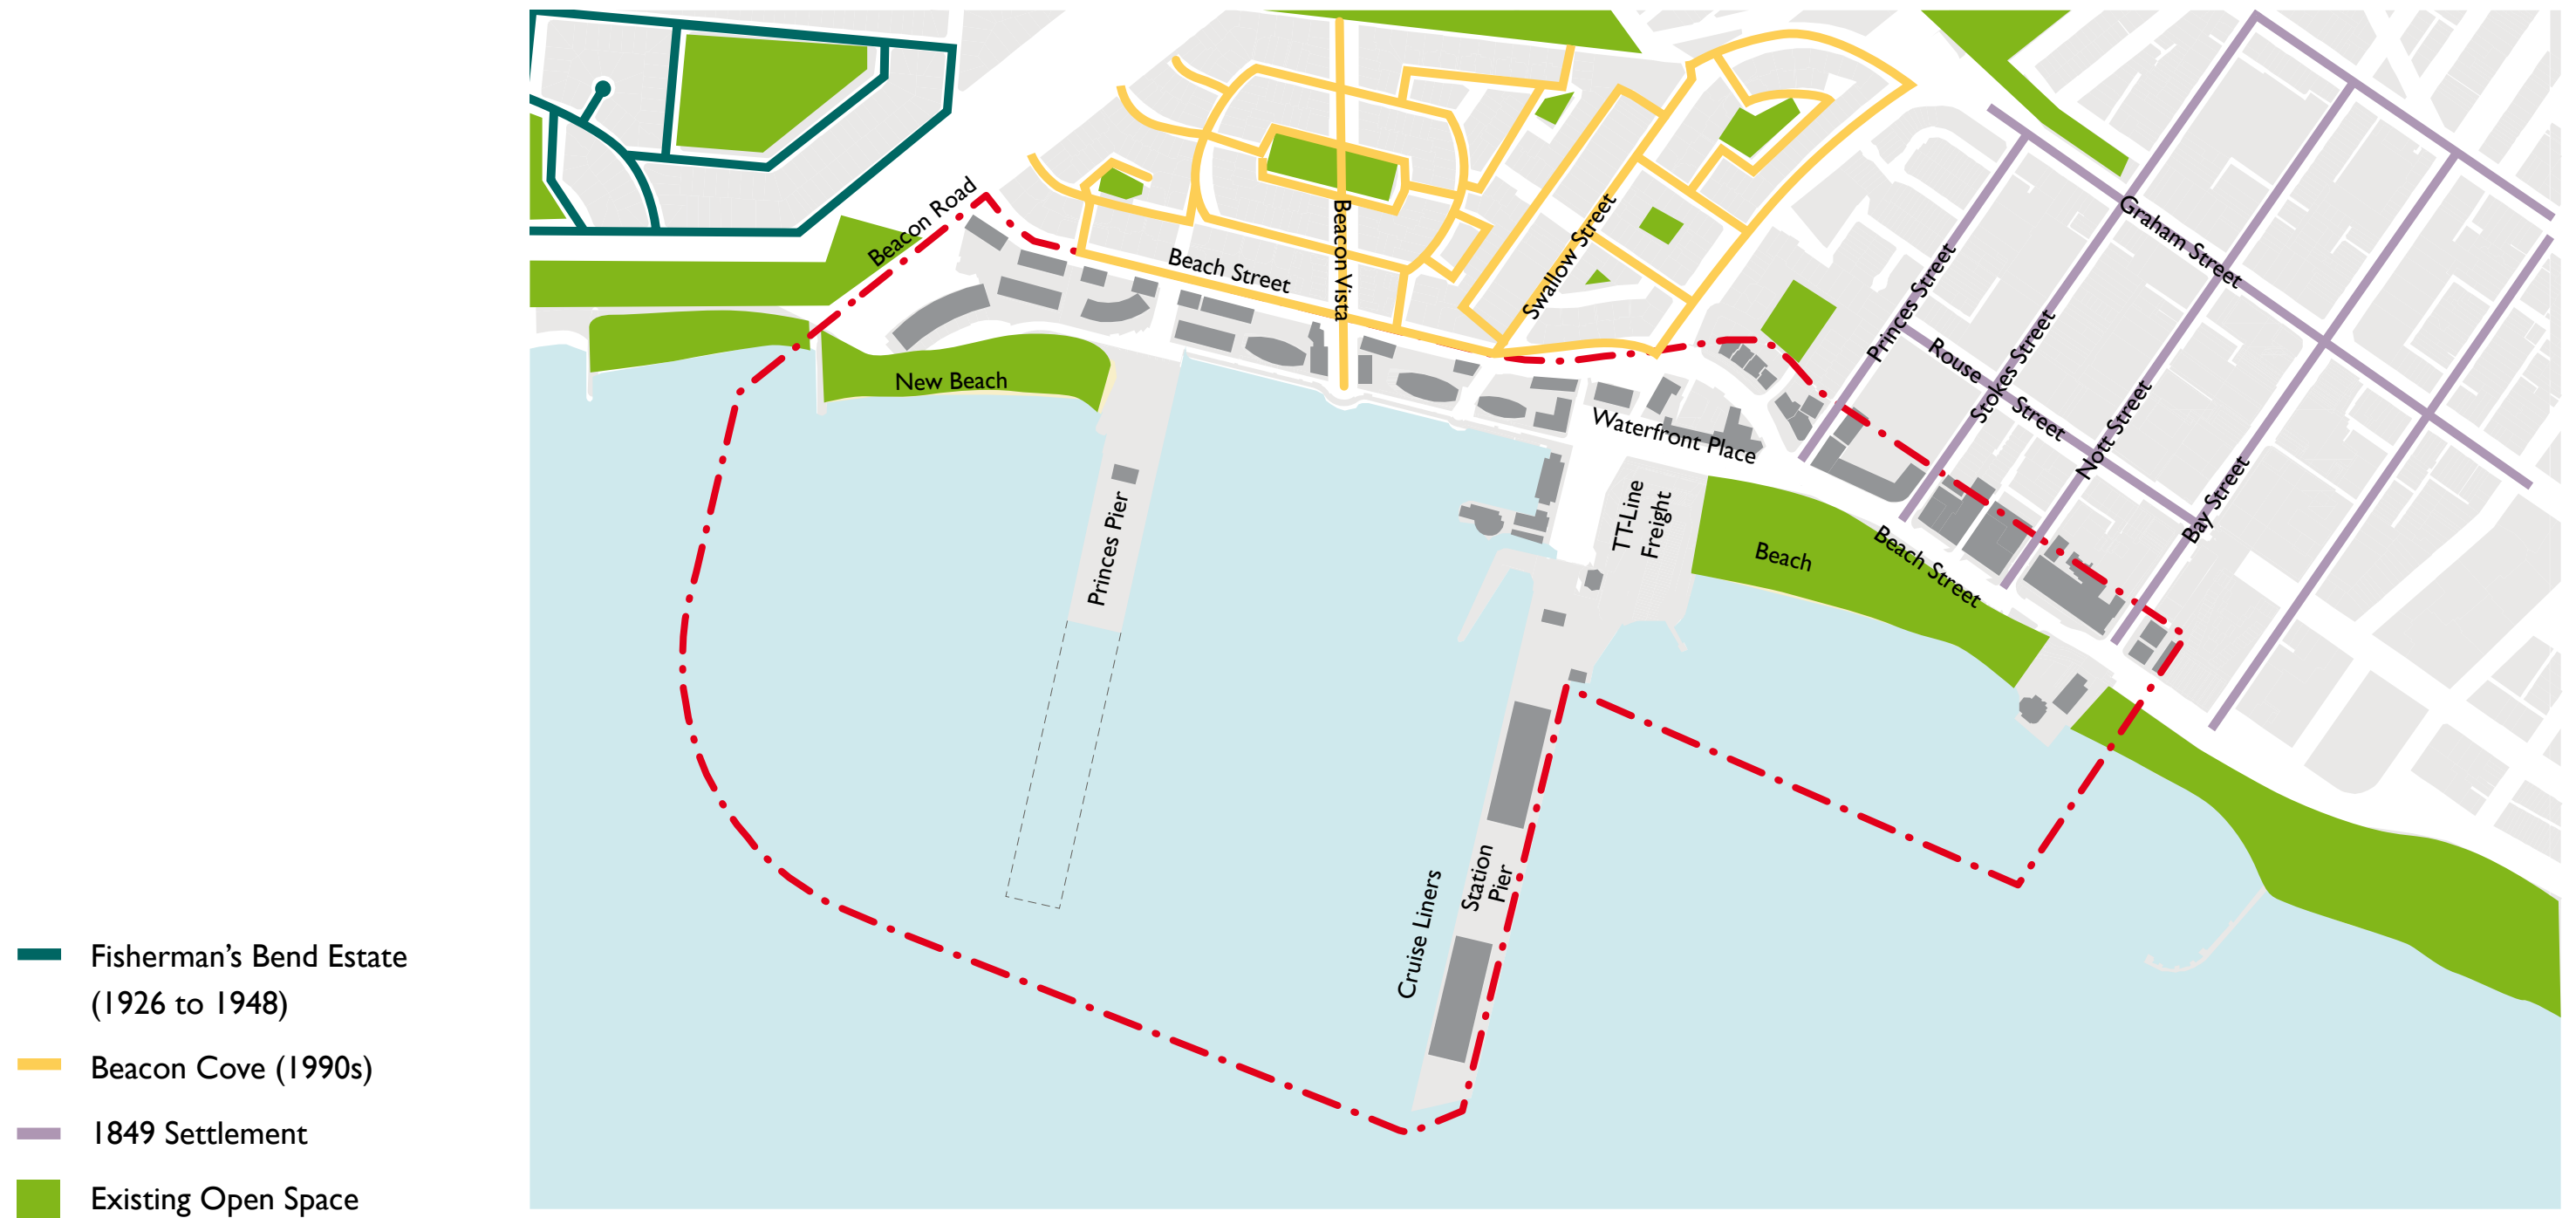 Beacon Road
Beach Street
Beacon Vista
Swallow Street
Princes Street
Graham Street
Rouse Street
Stokes Street
Nott Street
Bay Street
New Beach
Waterfront Place
Princes Pier
TT-Line
Freight
Beach
Beach Street
Station
Pier
Cruise Liners
Fisherman’s Bend Estate
(1926 to 1948)
Beacon Cove (1990s)
1849 Settlement
Existing Open Space